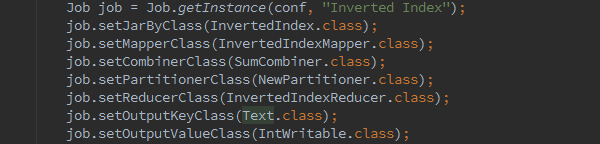 Job job = Job.getInstance(conf, "Inverted Index");
job.setJarByClass(InvertedIndex.class);
job.setMapperClass(InvertedIndexMapper.class);
job.setCombinerClass(SumCombiner.class);
job.setPartitionerClass(NewPartitioner.class);
job.setReducerClass(InvertedIndexReducer.class);
job.setOutputKeyClass(Text.class);
job.setOutputValueClass(IntWritable.class);